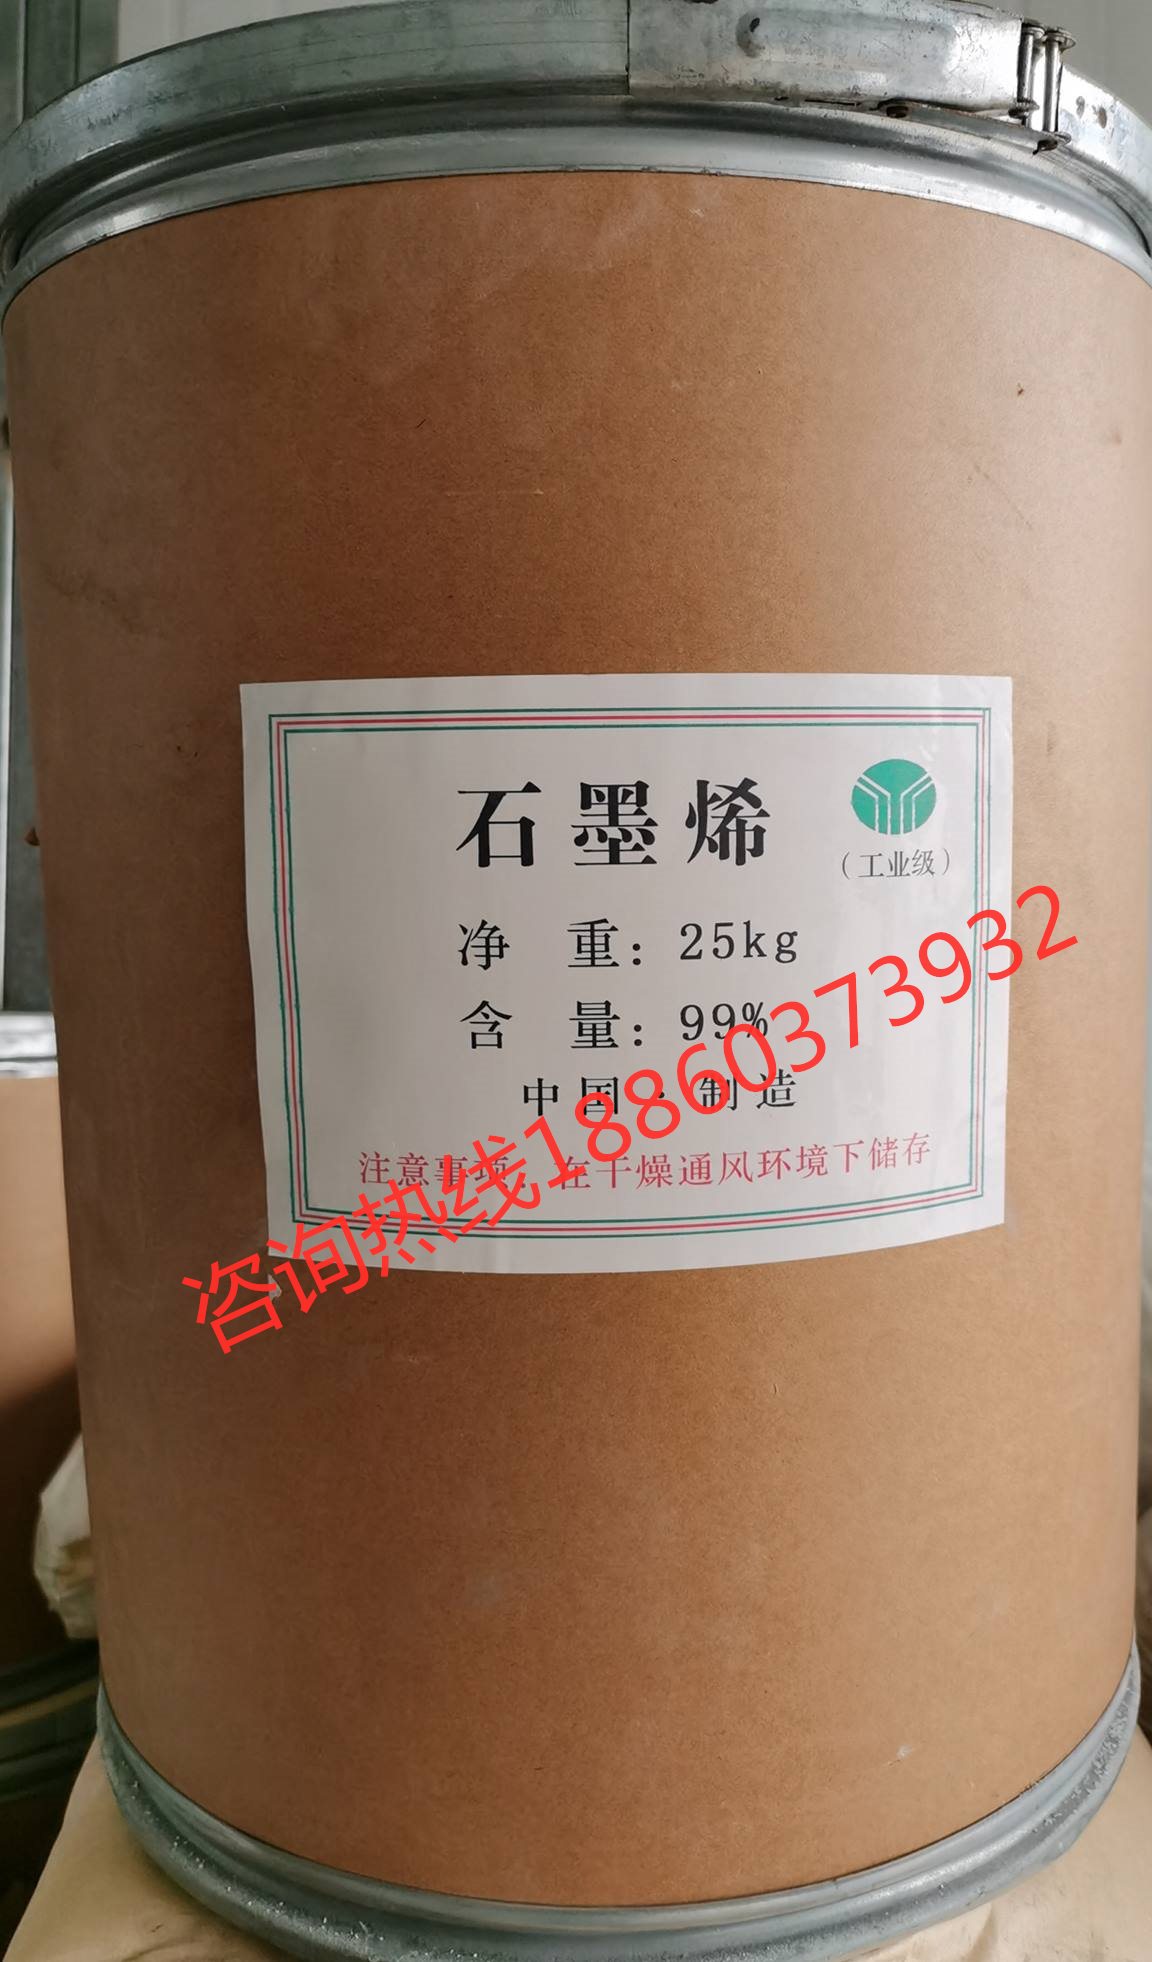 石墨烯
（工业级）
净 重：25kg
含 量：99%
中国·制造
注意事项：在干燥通风环境下储存
咨询热线18860373932